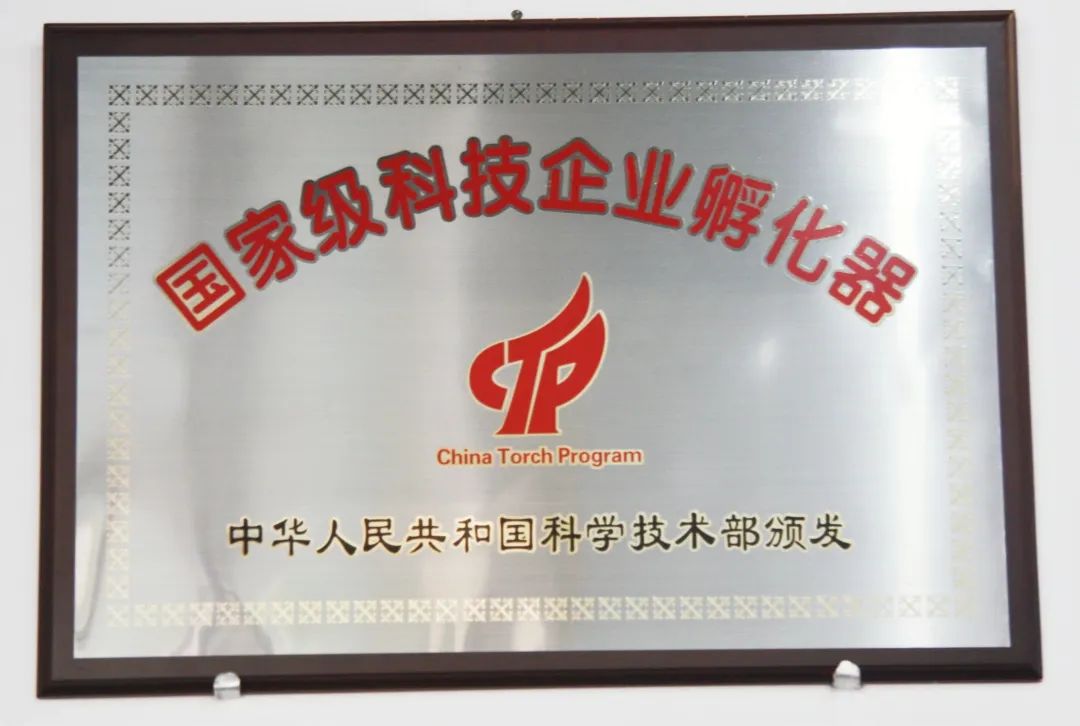 国家级科技企业孵化器
CTP
China Torch Program
中华人民共和国科学技术部颁发